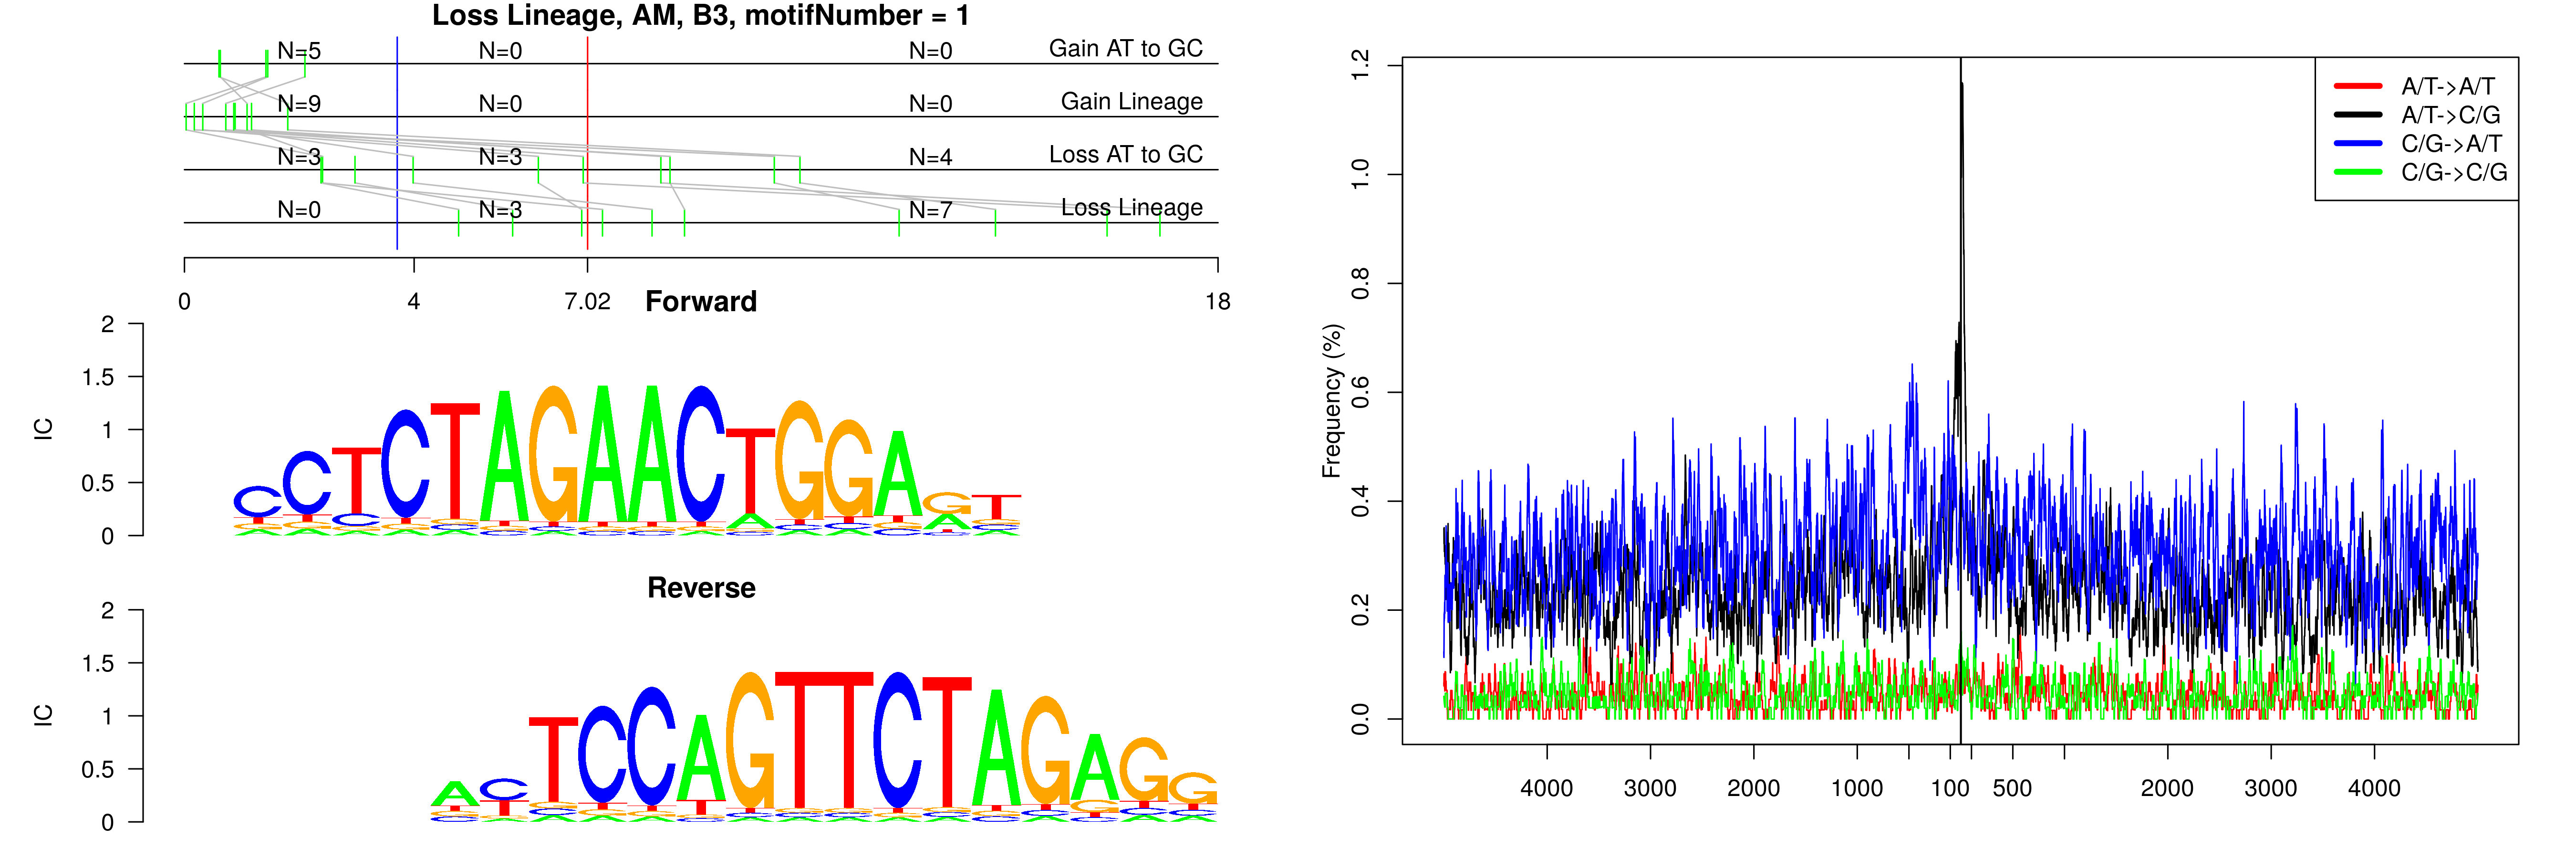 Loss Lineage, AM, B3, motifNumber = 1
N=5 N=0 N=0 Gain AT to GC
N=9 N=0 N=0 Gain Lineage
N=3 N=3 N=4 Loss AT to GC
N=0 N=3 N=7 Loss Lineage
0 4 7.02 18
Forward
IC
2
1.5
1
0.5
0
CCTCTAGAACTGGAGT
Reverse
IC
2
1.5
1
0.5
0
ACTCCAGTTCTAGAGG
Frequency (%)
1.2
1.0
0.8
0.6
0.4
0.2
0.0
A/T->A/T
A/T->C/G
C/G->A/T
C/G->C/G
4000 3000 2000 1000 100 500 2000 3000 4000